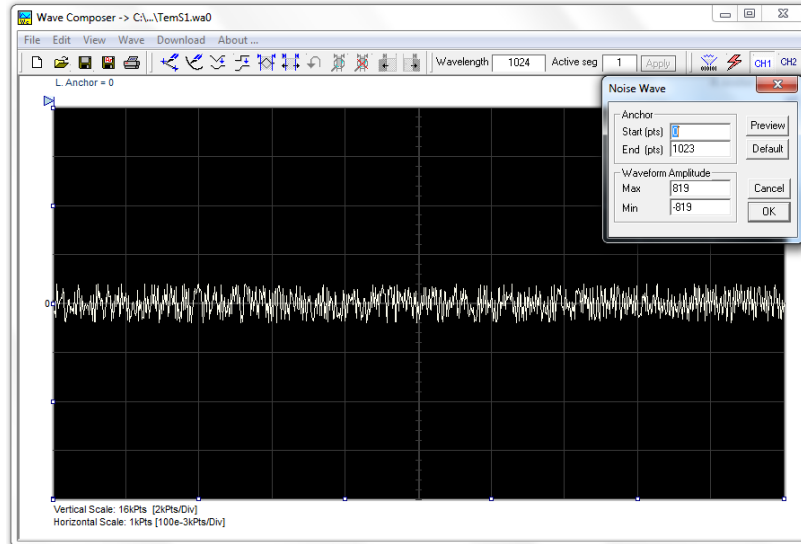 Wave Composer -> C:\...\TemS1.wa0
File Edit View Wave Download About ...
Wavelength 1024 Active seg 1 Apply CH1 CH2
L. Anchor = 0
Noise Wave
Anchor
Start (pts) 0
End (pts) 1023
Preview
Default
Waveform Amplitude
Max 819
Min -819
Cancel
OK
0
Vertical Scale: 16kPts [2kPts/Div]
Horizontal Scale: 1kPts [100e-3kPts/Div]